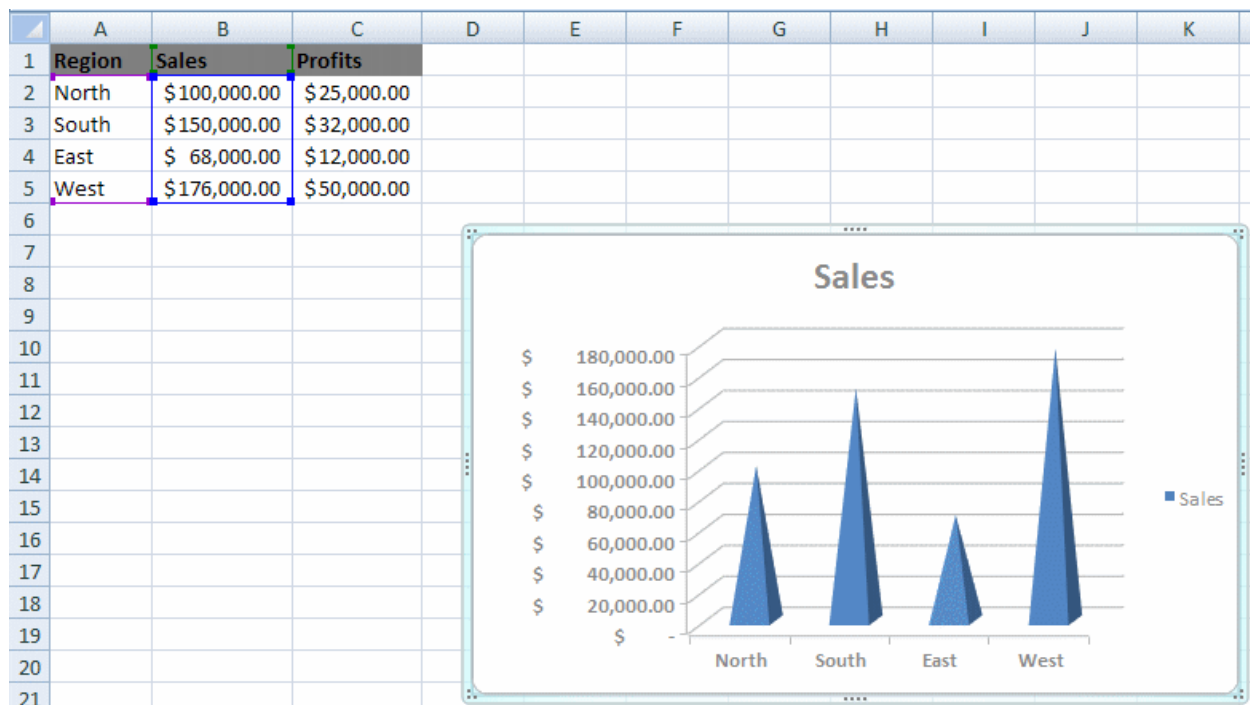 A B C D E F G H I J K
1 Region Sales Profits
2 North $100,000.00 $25,000.00
3 South $150,000.00 $32,000.00
4 East $ 68,000.00 $12,000.00
5 West $176,000.00 $50,000.00
6
7
8
9
10
11
12
13
14
15
16
17
18
19
20
21
Sales
$ 180,000.00
$ 160,000.00
$ 140,000.00
$ 120,000.00
$ 100,000.00
$ 80,000.00
$ 60,000.00
$ 40,000.00
$ 20,000.00
$ -
North South East West
Sales